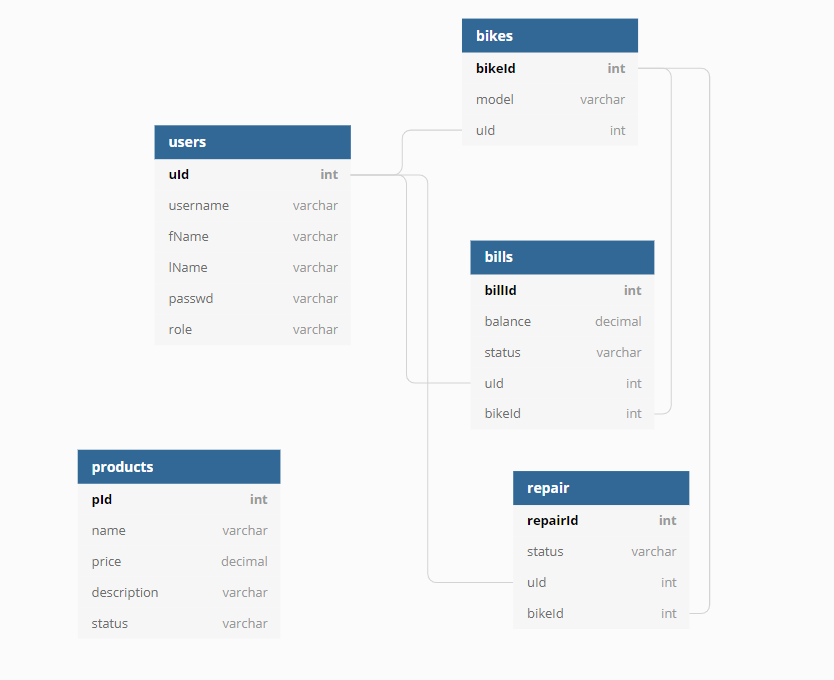 bikes
bikeId int
model varchar
uId int
users
uId int
username varchar
fName varchar
lName varchar
passwd varchar
role varchar
bills
billId int
balance decimal
status varchar
uId int
bikeId int
products
pId int
name varchar
price decimal
description varchar
status varchar
repair
repairId int
status varchar
uId int
bikeId int